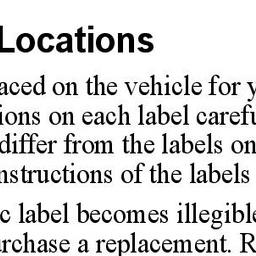 Locations
aced on the vehicle for y
ions on each label carefu
differ from the labels on
nstructions of the labels
c label becomes illegible
urchase a replacement. R